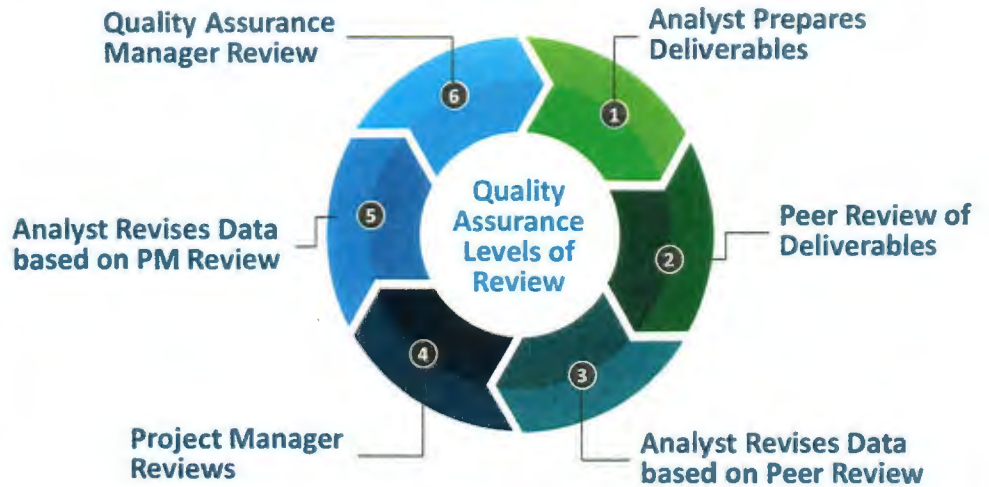 Quality Assurance
Manager Review
Analyst Prepares
Deliverables
6
1
Quality
Assurance
Levels of
Review
5
2
Analyst Revises Data
based on PM Review
Peer Review of
Deliverables
4
3
Project Manager
Reviews
Analyst Revises Data
based on Peer Review